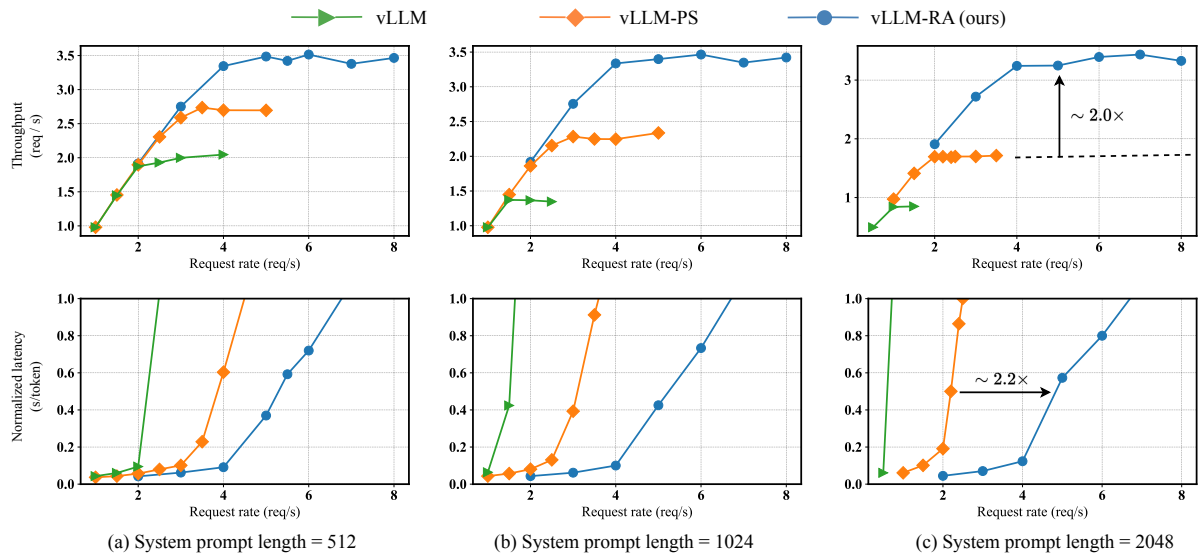 vLLM vLLM-PS vLLM-RA (ours)
3.5
3.0
2.5
2.0
1.5
1.0
Throughput
(req / s)
2 4 6 8
Request rate (req/s)
3.5
3.0
2.5
2.0
1.5
1.0
2 4 6 8
Request rate (req/s)
3
2
1
~ 2.0×
2 4 6 8
Request rate (req/s)
1.0
0.8
0.6
0.4
0.2
0.0
Normalized latency
(s/token)
2 4 6 8
Request rate (req/s)
1.0
0.8
0.6
0.4
0.2
0.0
2 4 6 8
Request rate (req/s)
1.0
0.8
0.6
0.4
0.2
0.0
~ 2.2×
2 4 6 8
Request rate (req/s)
(a) System prompt length = 512
(b) System prompt length = 1024
(c) System prompt length = 2048